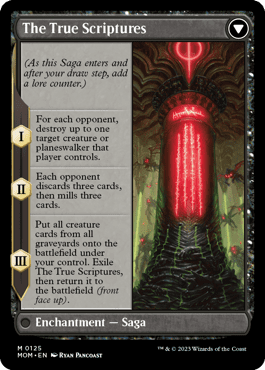 The True Scriptures
(As this Saga enters and
after your draw step, add
a lore counter.)
I
For each opponent,
destroy up to one
target creature or
planeswalker that
player controls.
II
Each opponent
discards three cards,
then mills three
cards.
III
Put all creature
cards from all
graveyards onto the
battlefield under
your control. Exile
The True Scriptures,
then return it to
the battlefield (front
face up).
Enchantment — Saga
M 0125
MOM • EN RYAN PANCOAST
™ & © 2023 Wizards of the Coast